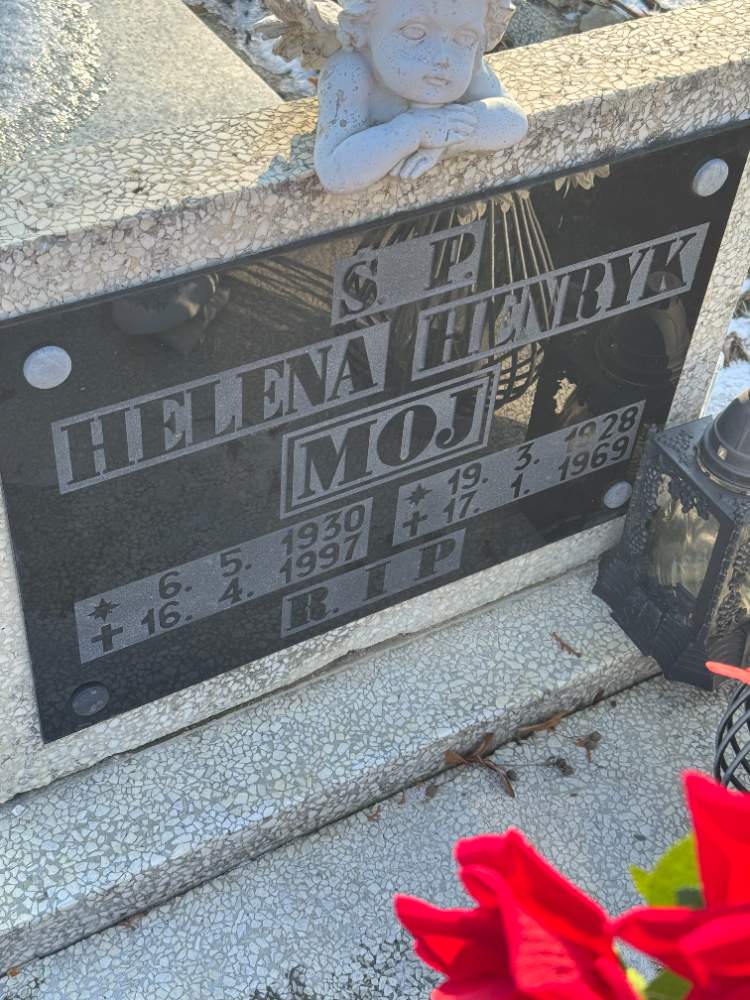 Ś. P.
HELENA HENRYK
MOJ
* 6. 5. 1930 * 19. 3. 1928
✝ 16. 4. 1997 ✝ 17. 1. 1969
R. I P